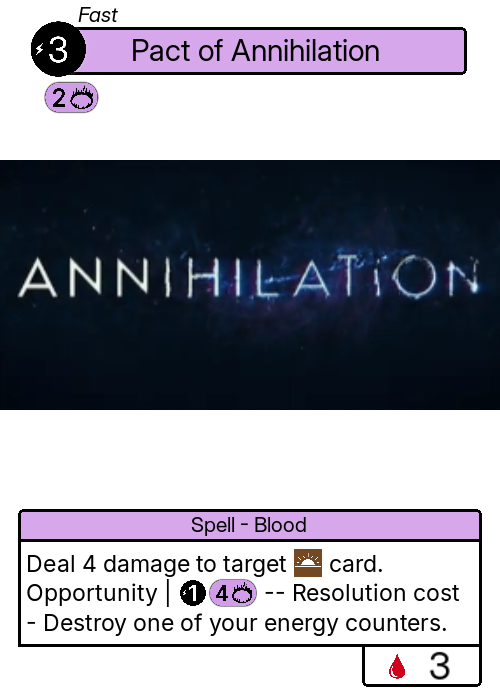 Fast
3 Pact of Annihilation
2
ANNIHILATION
Spell - Blood
Deal 4 damage to target card.
Opportunity | 1 4 -- Resolution cost
- Destroy one of your energy counters.
3